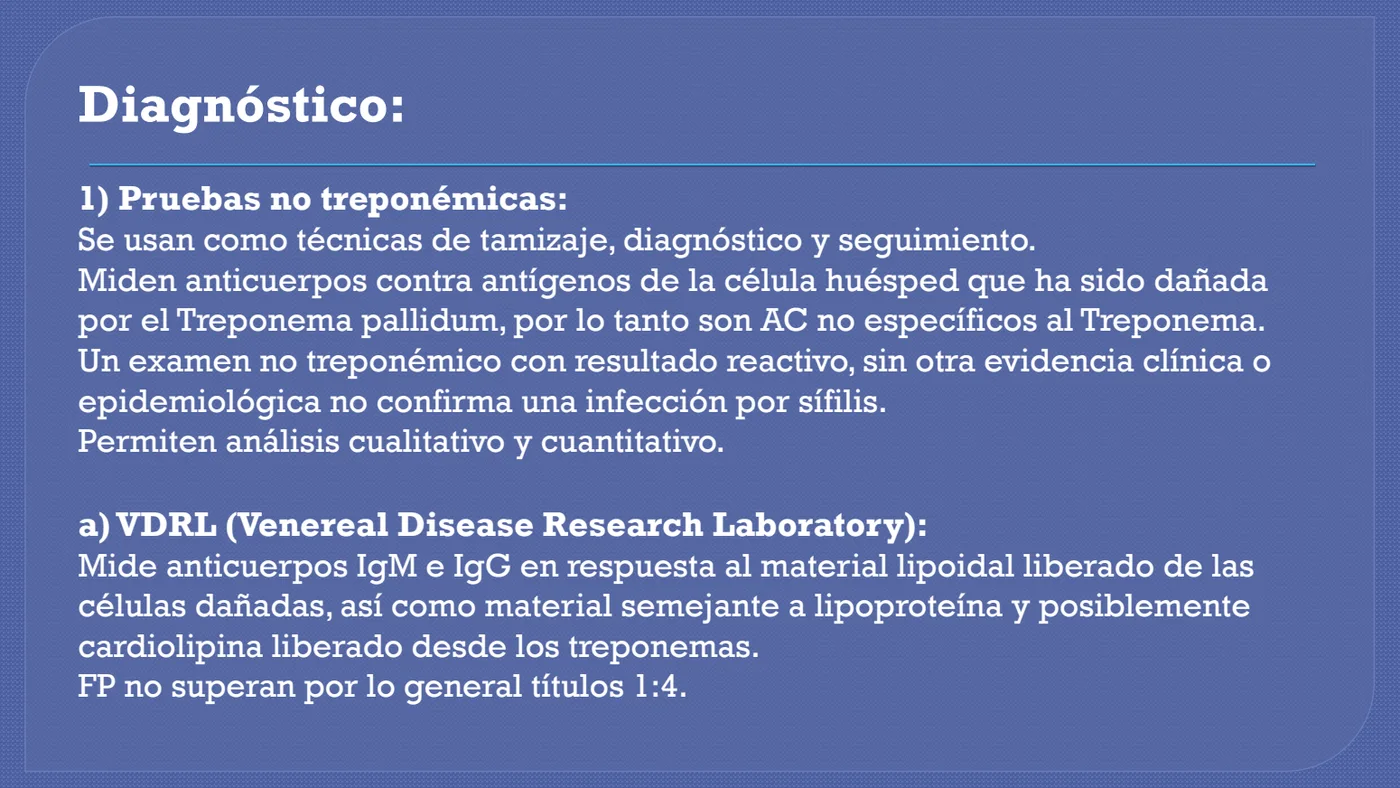 Diagnóstico:
1) Pruebas no treponémicas:
Se usan como técnicas de tamizaje, diagnóstico y seguimiento.
Miden anticuerpos contra antígenos de la célula huésped que ha sido dañada
por el Treponema pallidum, por lo tanto son AC no específicos al Treponema.
Un examen no treponémico con resultado reactivo, sin otra evidencia clínica o
epidemiológica no confirma una infección por sífilis.
Permiten análisis cualitativo y cuantitativo.
a) VDRL (Venereal Disease Research Laboratory):
Mide anticuerpos IgM e IgG en respuesta al material lipoidal liberado de las
células dañadas, así como material semejante a lipoproteína y posiblemente
cardiolipina liberado desde los treponemas.
FP no superan por lo general títulos 1:4.